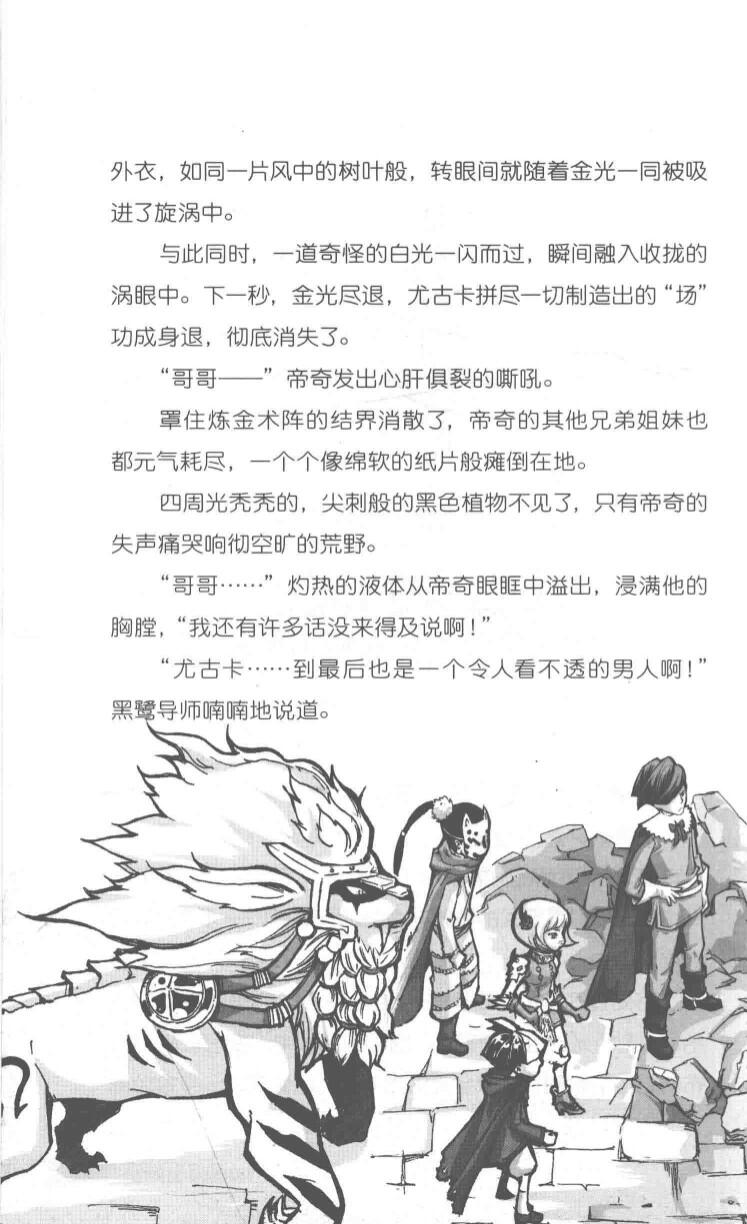 外衣，如同一片风中的树叶般，转眼间就随着金光一同被吸
进了旋涡中。
与此同时，一道奇怪的白光一闪而过，瞬间融入收拢的
涡眼中。下一秒，金光尽退，尤古卡拼尽一切制造出的“场”
功成身退，彻底消失了。
“哥哥——”帝奇发出心肝俱裂的嘶吼。
罩住炼金术阵的结界消散了，帝奇的其他兄弟姐妹也
都元气耗尽，一个个像绵软的纸片般瘫倒在地。
四周光秃秃的，尖刺般的黑色植物不见了，只有帝奇的
失声痛哭响彻空旷的荒野。
“哥哥……”灼热的液体从帝奇眼眶中溢出，浸满他的
胸膛，“我还有许多话没来得及说啊！”
“尤古卡……到最后也是一个令人看不透的男人啊！”
黑鹭导师喃喃地说道。